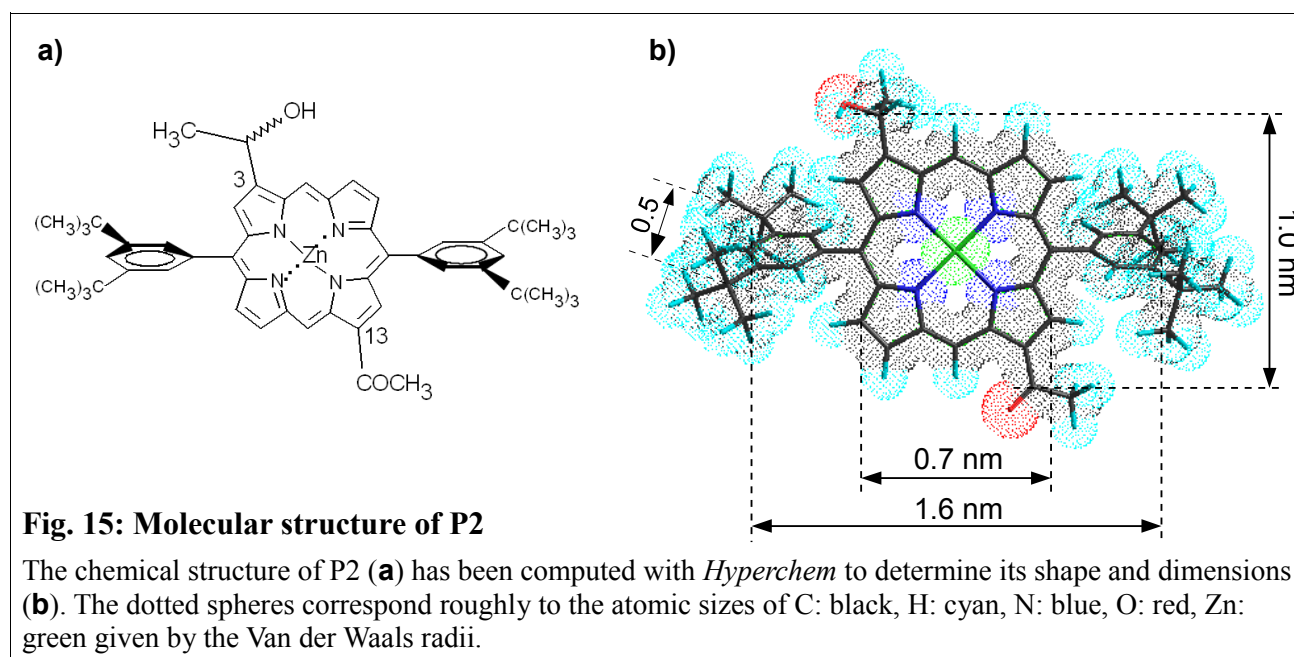 a)
b)
OH
H3C
3
(CH3)3C
C(CH3)3
N
N
Zn
N
N
(CH3)3C
C(CH3)3
13
COCH3
0.5
1.0 nm
0.7 nm
1.6 nm
Fig. 15: Molecular structure of P2
The chemical structure of P2 (a) has been computed with Hyperchem to determine its shape and dimensions
(b). The dotted spheres correspond roughly to the atomic sizes of C: black, H: cyan, N: blue, O: red, Zn:
green given by the Van der Waals radii.